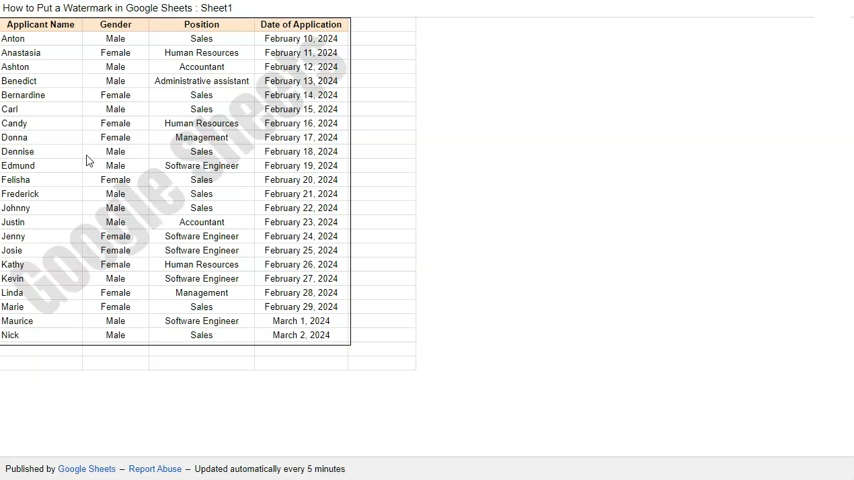 How to Put a Watermark in Google Sheets : Sheet1
Applicant Name Gender Position Date of Application
Anton Male Sales February 10, 2024
Anastasia Female Human Resources February 11, 2024
Ashton Male Accountant February 12, 2024
Benedict Male Administrative assistant February 13, 2024
Bernardine Female Sales February 14, 2024
Carl Male Sales February 15, 2024
Candy Female Human Resources February 16, 2024
Donna Female Management February 17, 2024
Dennise Male Sales February 18, 2024
Edmund Male Software Engineer February 19, 2024
Felisha Female Sales February 20, 2024
Frederick Male Sales February 21, 2024
Johnny Male Sales February 22, 2024
Justin Male Accountant February 23, 2024
Jenny Female Software Engineer February 24, 2024
Josie Female Software Engineer February 25, 2024
Kathy Female Human Resources February 26, 2024
Kevin Male Software Engineer February 27, 2024
Linda Female Management February 28, 2024
Marie Female Sales February 29, 2024
Maurice Male Software Engineer March 1, 2024
Nick Male Sales March 2, 2024
Google Sheets
Published by Google Sheets – Report Abuse – Updated automatically every 5 minutes